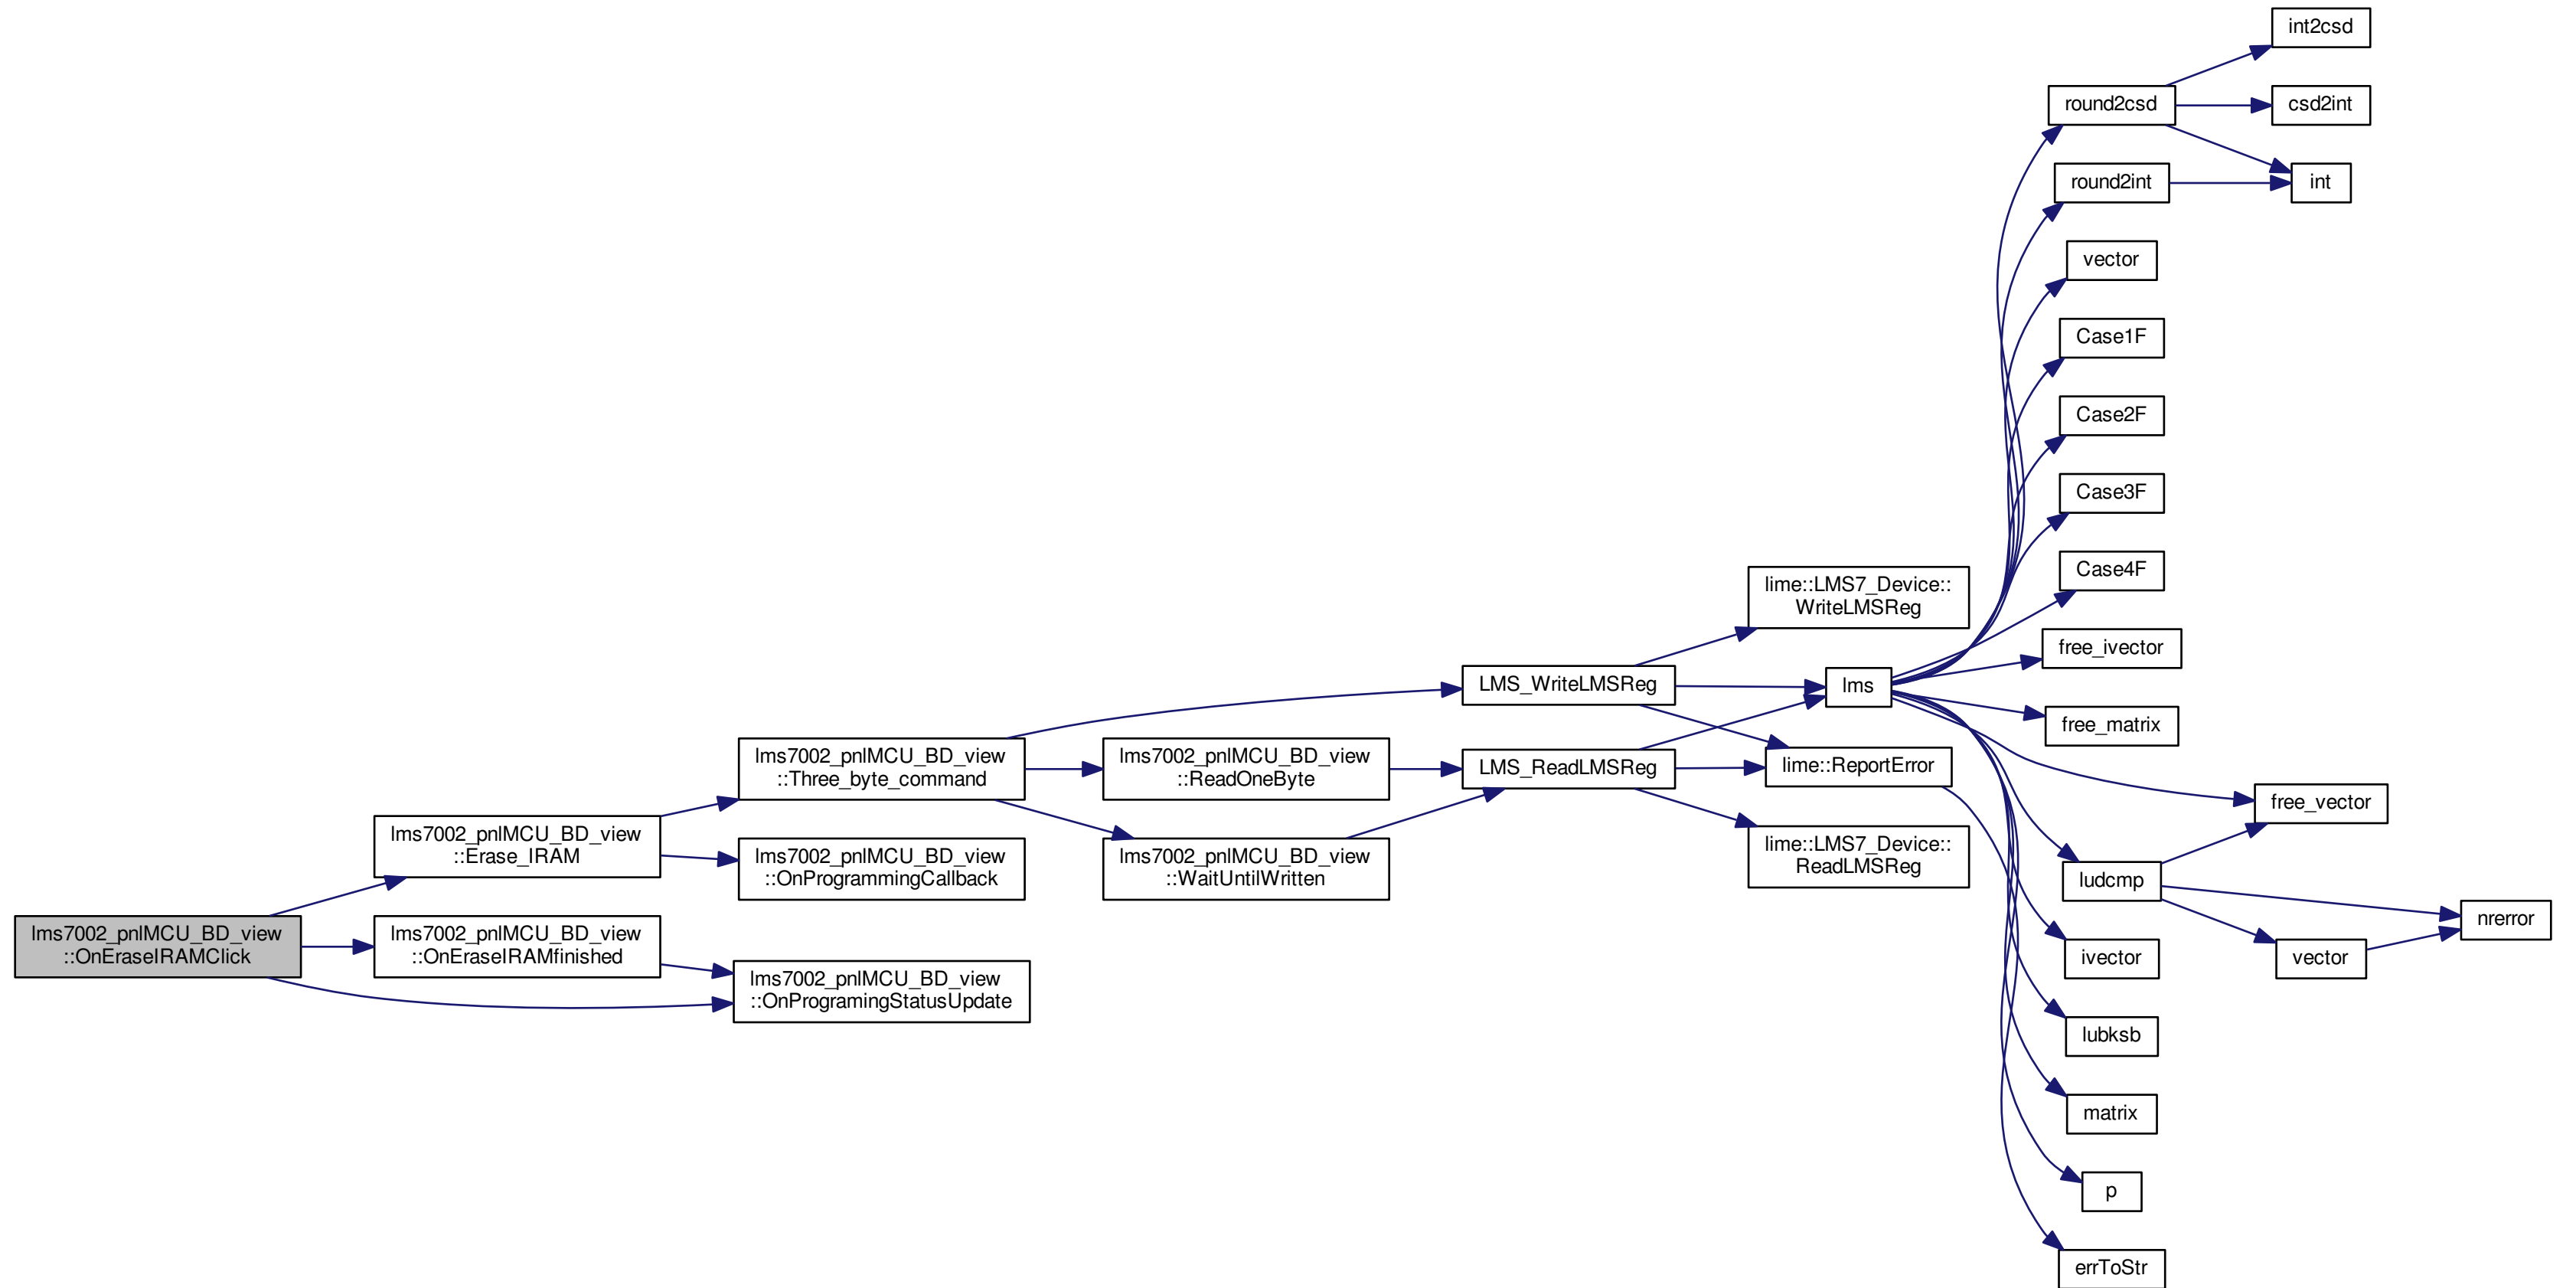 lms7002_pnlMCU_BD_view
::OnEraseIRAMClick
lms7002_pnlMCU_BD_view
::Erase_IRAM
lms7002_pnlMCU_BD_view
::OnEraseIRAMfinished
lms7002_pnlMCU_BD_view
::Three_byte_command
lms7002_pnlMCU_BD_view
::OnProgrammingCallback
lms7002_pnlMCU_BD_view
::OnProgramingStatusUpdate
lms7002_pnlMCU_BD_view
::ReadOneByte
lms7002_pnlMCU_BD_view
::WaitUntilWritten
LMS_WriteLMSReg
LMS_ReadLMSReg
lime::LMS7_Device::
WriteLMSReg
lms
lime::ReportError
lime::LMS7_Device::
ReadLMSReg
round2csd
round2int
vector
Case1F
Case2F
Case3F
Case4F
free_ivector
free_matrix
ludcmp
ivector
lubksb
matrix
p
errToStr
int2csd
csd2int
int
free_vector
vector
nrerror